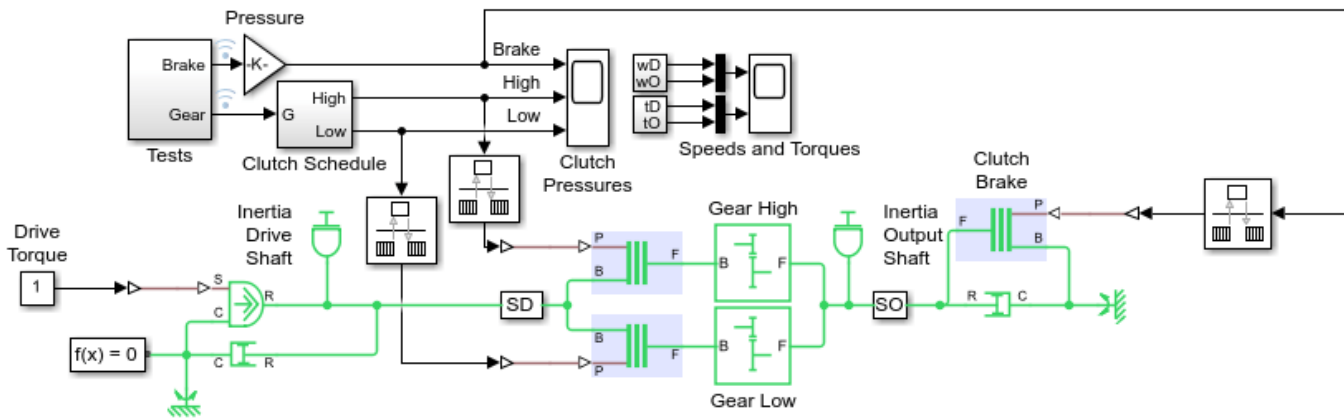 Pressure
Brake
-K-
Brake
High
Low
Gear
G
High
Low
Tests
Clutch Schedule
Clutch
Pressures
wD
wO
tD
tO
Speeds and Torques
Clutch
Brake
P
F
B
Inertia
Drive
Shaft
Gear High
Inertia
Output
Shaft
Drive
Torque
1
S
R
C
P
B
F
B
F
SD
SO
R
C
f(x) = 0
C
R
B
F
P
B
F
Gear Low